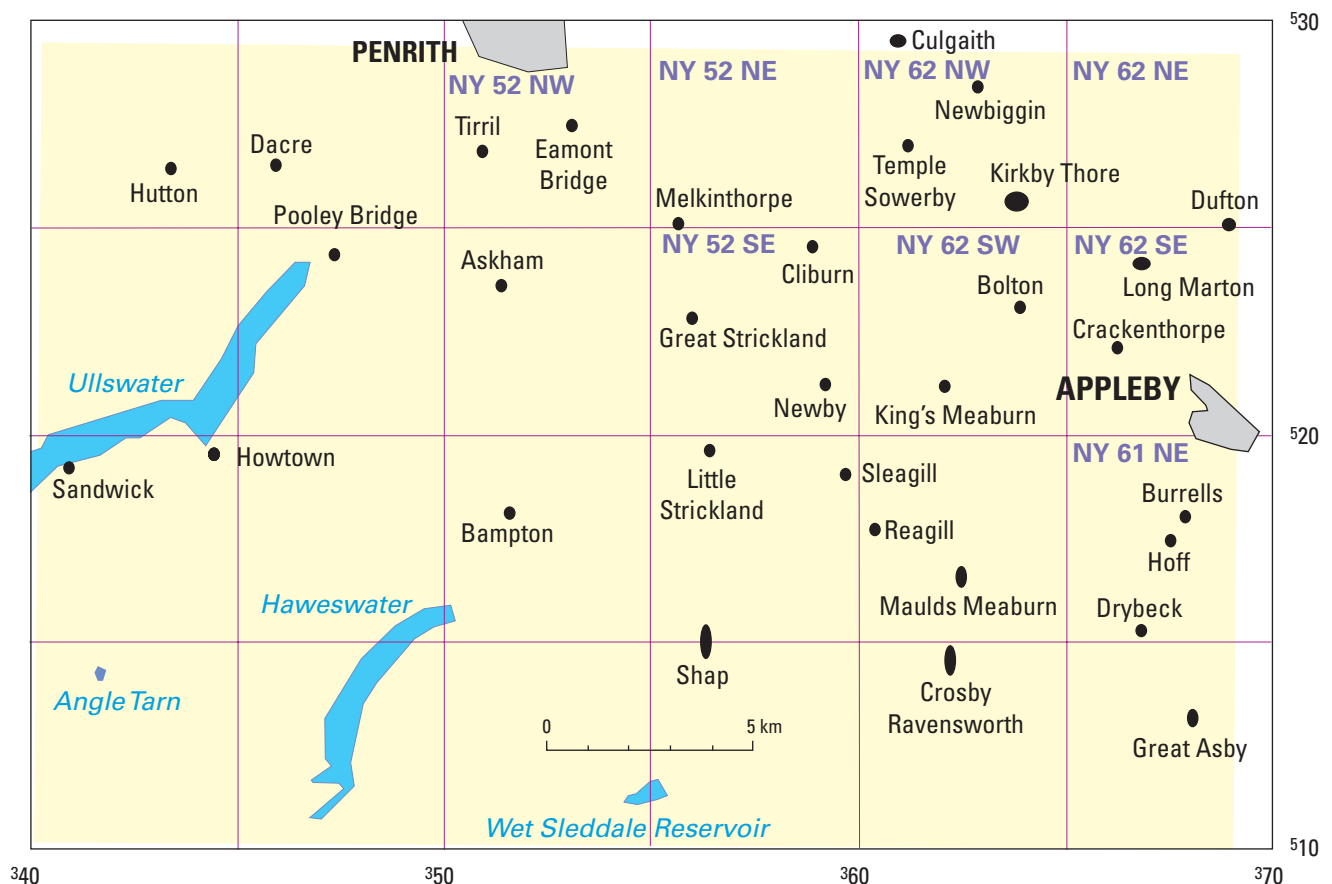 ⁵30
PENRITH
Culgaith
NY 52 NW
NY 52 NE
NY 62 NW
NY 62 NE
Newbiggin
Tirril
Eamont
Bridge
Dacre
Hutton
Temple
Sowerby
Kirkby Thore
Melkinthorpe
Dufton
Pooley Bridge
NY 52 SE
NY 62 SW
NY 62 SE
Askham
Cliburn
Bolton
Long Marton
Great Strickland
Crackenthorpe
Ullswater
Newby
King's Meaburn
APPLEBY
⁵20
Howtown
Sandwick
Little
Strickland
Sleagill
NY 61 NE
Burrells
Bampton
Reagill
Hoff
Haweswater
Maulds Meaburn
Drybeck
Shap
Angle Tarn
Crosby
Ravensworth
0 5 km
Great Asby
Wet Sleddale Reservoir
⁵10
³40 ³50 ³60 ³70